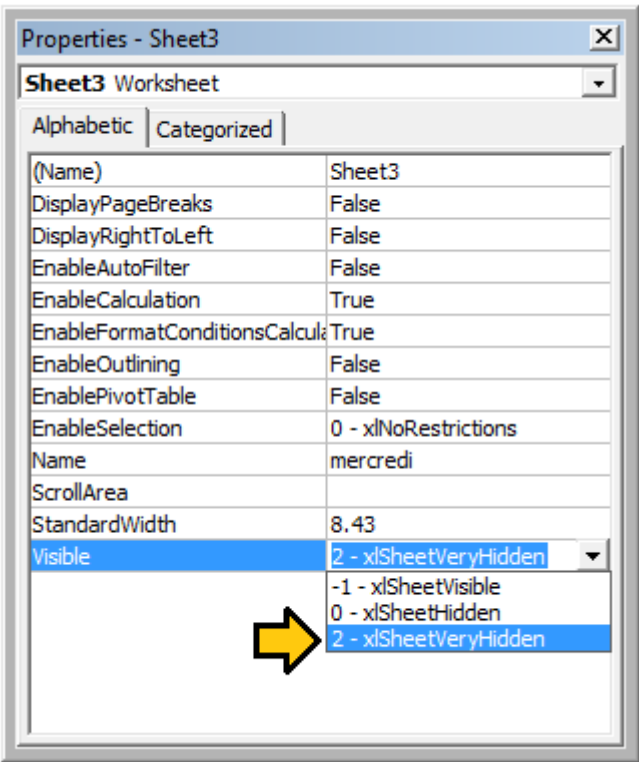 Properties - Sheet3
Sheet3 Worksheet
Alphabetic Categorized
(Name) Sheet3
DisplayPageBreaks False
DisplayRightToLeft False
EnableAutoFilter False
EnableCalculation True
EnableFormatConditionsCalcula True
EnableOutlining False
EnablePivotTable False
EnableSelection 0 - xlNoRestrictions
Name mercredi
ScrollArea
StandardWidth 8.43
Visible 2 - xlSheetVeryHidden
-1 - xlSheetVisible
0 - xlSheetHidden
2 - xlSheetVeryHidden